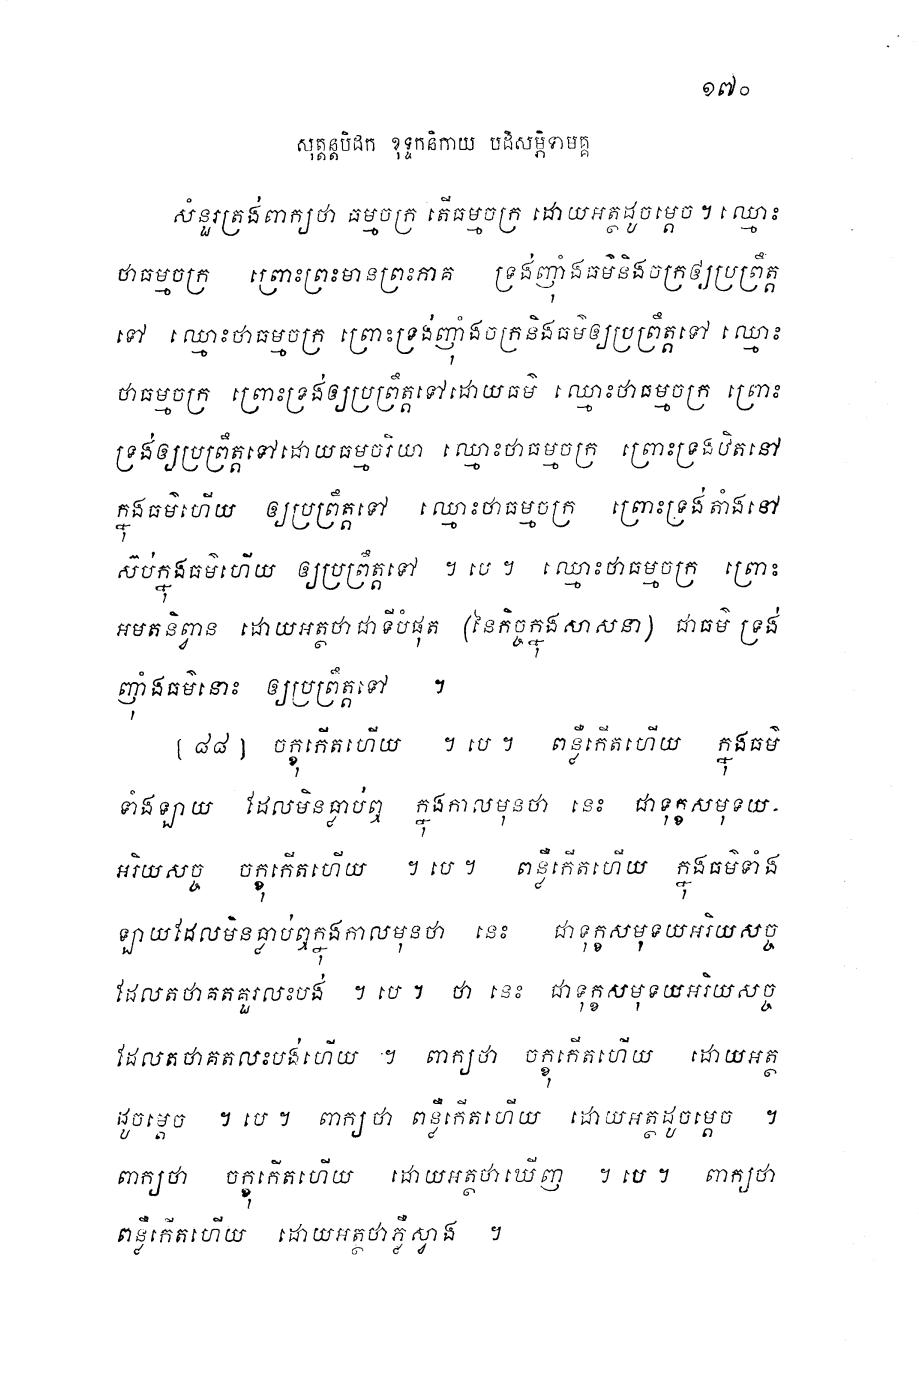 ១៧០
សុត្តន្តបិដក ខុទ្ទកនិកាយ បដិសម្ភិទាមគ្គ
សំនួរត្រង់ពាក្យថា ធម្មចក្រ តើធម្មចក្រ ដោយអត្ថដូចម្តេច ។ ឈ្មោះ
ថាធម្មចក្រ ព្រោះព្រះមានព្រះភាគ ទ្រង់ញុំាងធម៌និងចក្រឲ្យប្រព្រឹត្ត
ទៅ ឈ្មោះថាធម្មចក្រ ព្រោះទ្រង់ញុំាងចក្រនិងធម៌ឲ្យប្រព្រឹត្តទៅ ឈ្មោះ
ថាធម្មចក្រ ព្រោះទ្រង់ឲ្យប្រព្រឹត្តទៅដោយធម៌ ឈ្មោះថាធម្មចក្រ ព្រោះ
ទ្រង់ឲ្យប្រព្រឹត្តទៅដោយធម្មចរិយា ឈ្មោះថាធម្មចក្រ ព្រោះទ្រងឋិតនៅ
ក្នុងធម៌ហើយ ឲ្យប្រព្រឹត្តទៅ ឈ្មោះថាធម្មចក្រ ព្រោះទ្រង់តាំងនៅ
ស៊ប់ក្នុងធម៌ហើយ ឲ្យប្រព្រឹត្តទៅ ។ បេ ។ ឈ្មោះថាធម្មចក្រ ព្រោះ
អមតនិព្វាន ដោយអត្ថថាជាទីបំផុត (នៃកិច្ចក្នុងសាសនា) ជាធម៌ ទ្រង់
ញុំាងធម៌នោះ ឲ្យប្រព្រឹត្តទៅ ។
[៨៨] ចក្ខុកើតហើយ ។ បេ ។ ពន្លឺកើតហើយ ក្នុងធម៌
ទាំងឡាយ ដែលមិនធ្លាប់ឮ ក្នុងកាលមុនថា នេះ ជាទុក្ខសមុទយ-
អរិយសច្ច ចក្ខុកើតហើយ ។ បេ ។ ពន្លឺកើតហើយ ក្នុងធម៌ទាំង
ឡាយដែលមិនធ្លាប់ឮក្នុងកាលមុនថា នេះ ជាទុក្ខសមុទយអរិយសច្ច
ដែលតថាគតគួរលះបង់ ។ បេ ។ ថា នេះ ជាទុក្ខសមុទយអរិយសច្ច
ដែលតថាគតលះបង់ហើយ ។ ពាក្យថា ចក្ខុកើតហើយ ដោយអត្ថ
ដូចម្តេច ។ បេ ។ ពាក្យថា ពន្លឺកើតហើយ ដោយអត្ថដូចម្តេច ។
ពាក្យថា ចក្ខុកើតហើយ ដោយអត្ថថាឃើញ ។ បេ ។ ពាក្យថា
ពន្លឺកើតហើយ ដោយអត្ថថាភ្លឺស្វាង ។